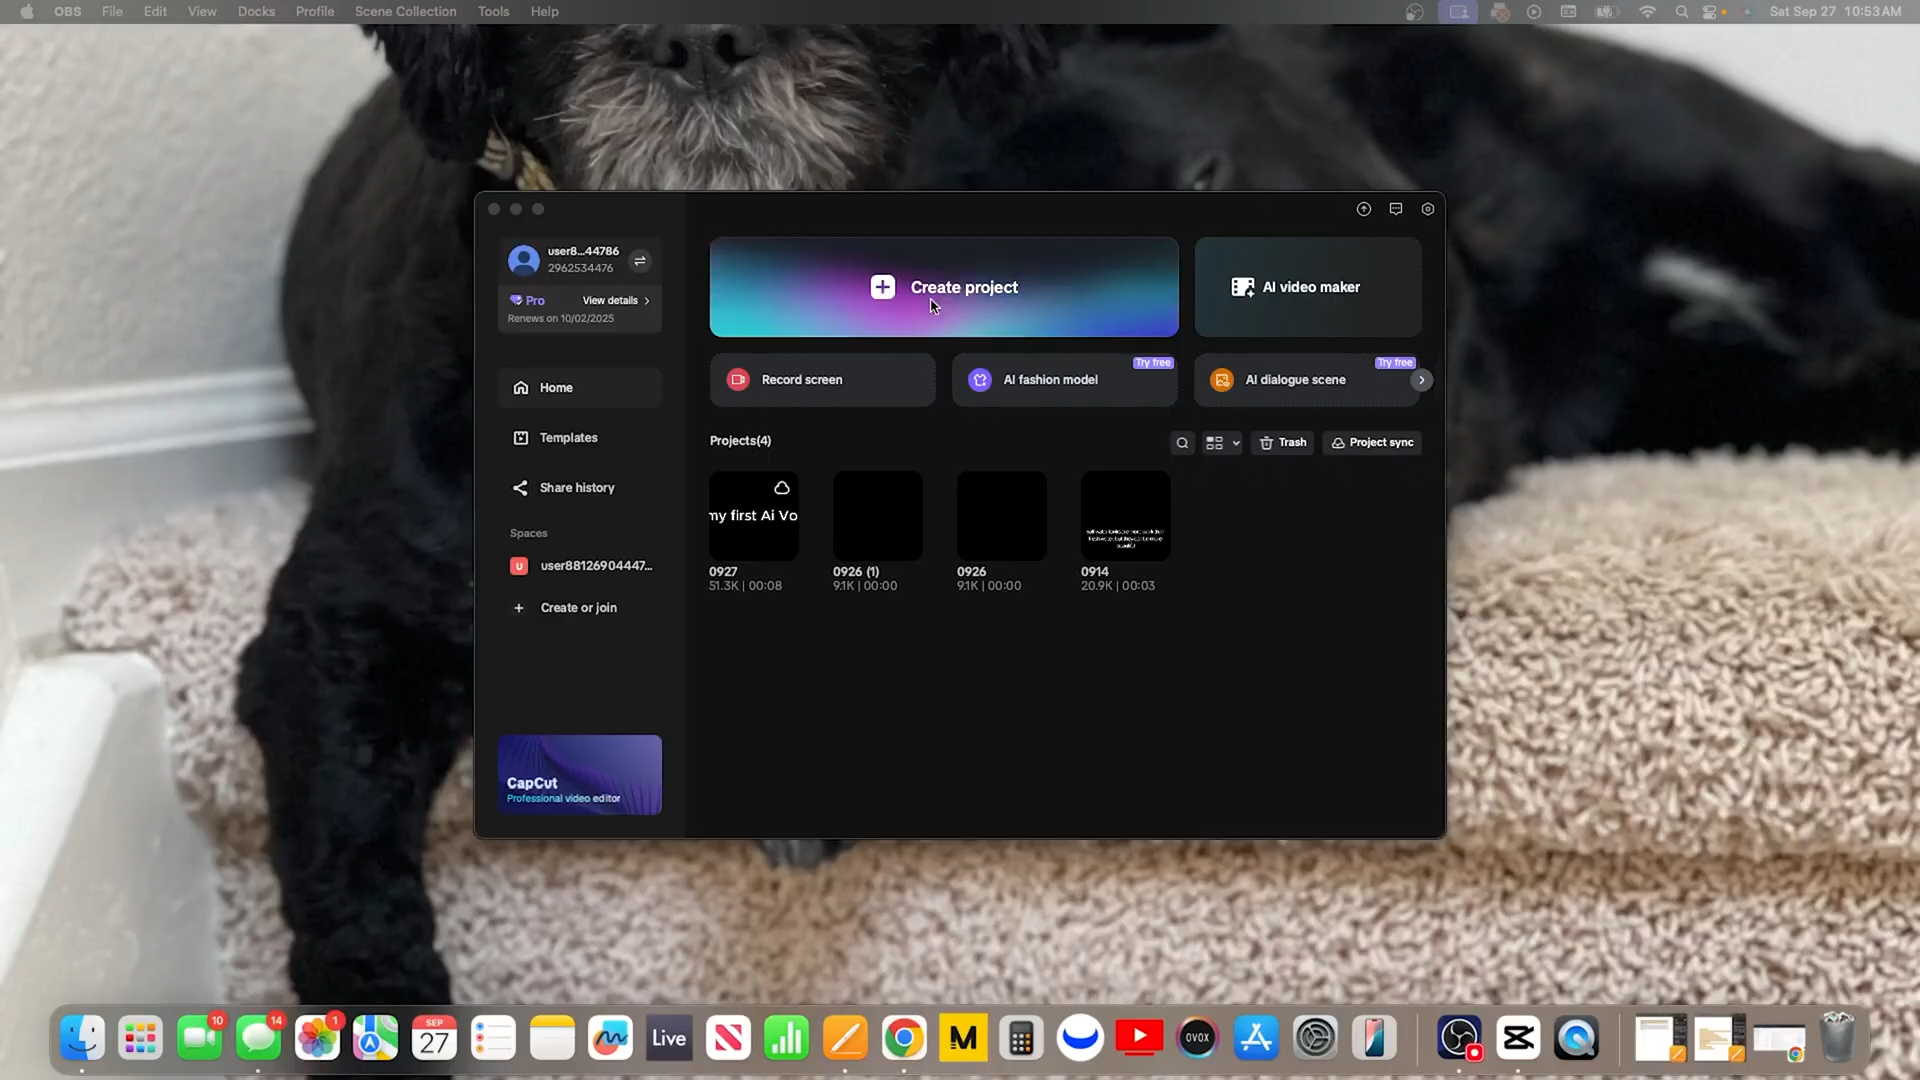 OBS File Edit View Docks Profile Scene Collection Tools Help Sat Sep 27 10:53 AM
user8...44786
2962534476
Pro View details
Renews on 10/02/2025
Create project
AI video maker
Record screen
AI fashion model
Try free
AI dialogue scene
Try free
Home
Templates
Share history
Spaces
U user88126904447...
+ Create or join
CapCut
Professional video editor
Projects(4)
Trash
Project sync
my first Ai Vo
0927
51.3K | 00:08
0926 (1)
9.1K | 00:00
0926
9.1K | 00:00
0914
20.9K | 00:03
10
14
1
SEP
27
Live
M
OVOX